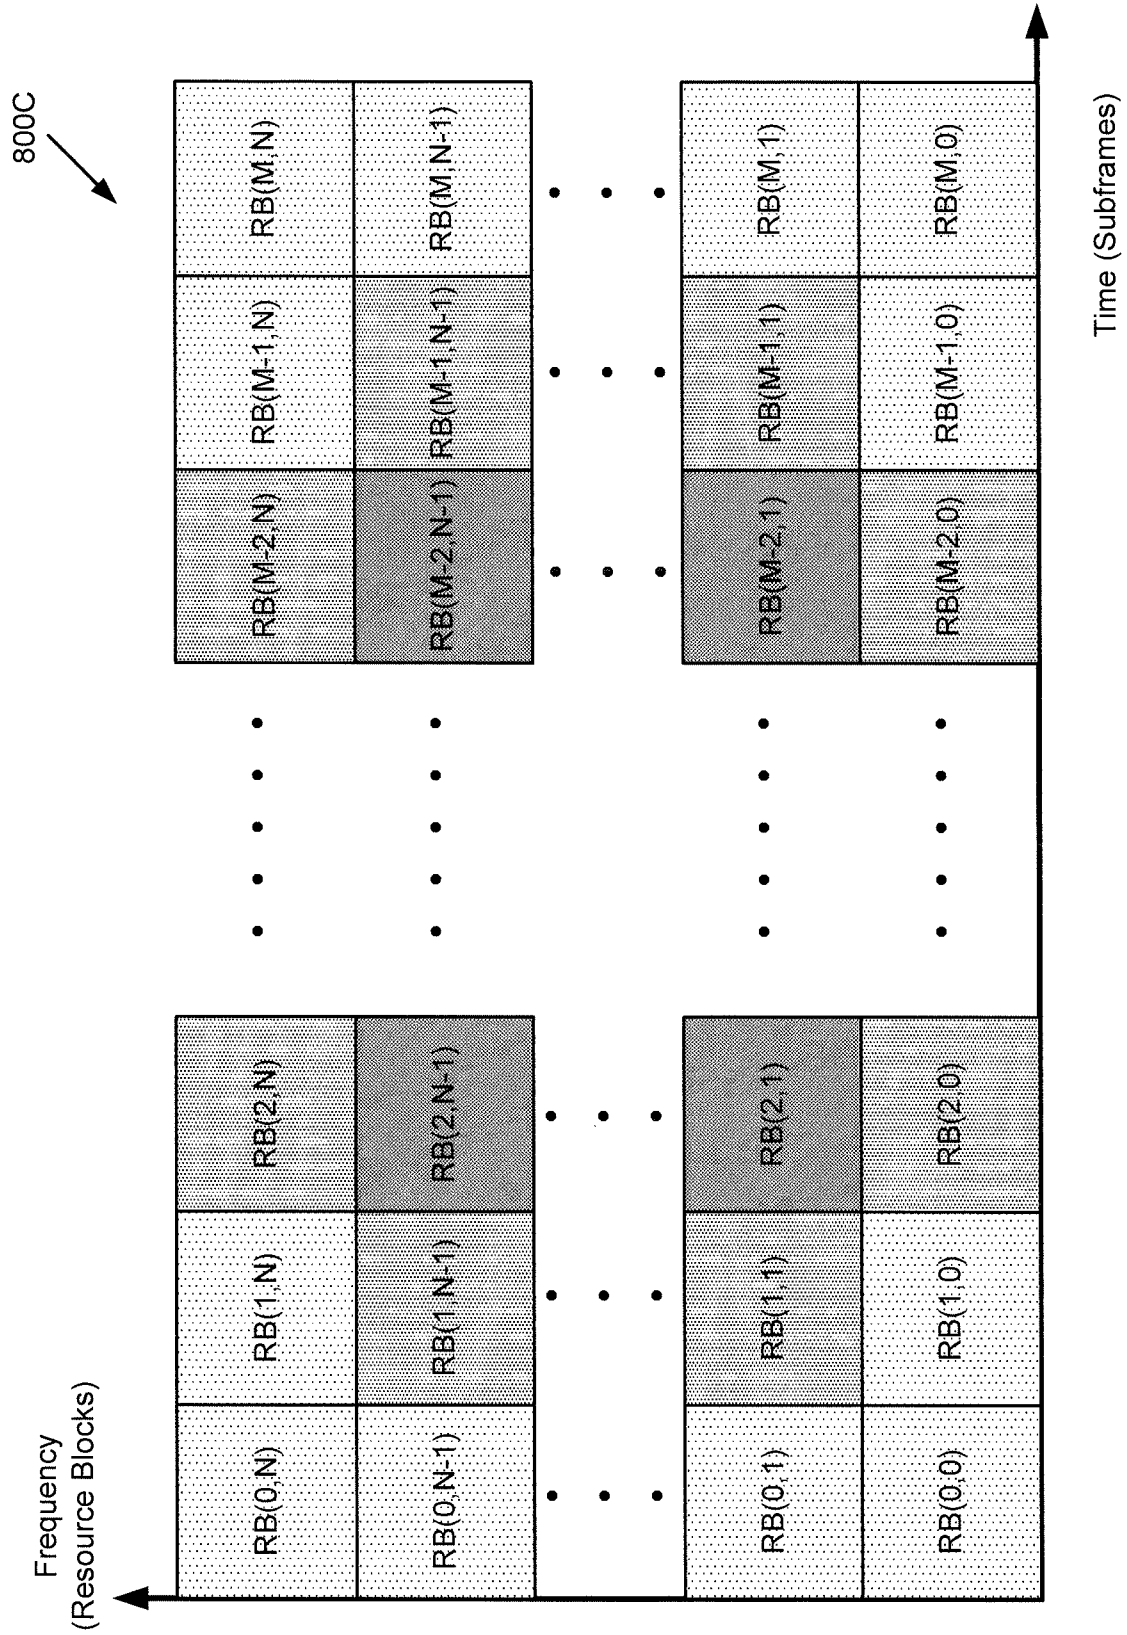 800C
Frequency
(Resource Blocks)
RB(0,N)
RB(1,N)
RB(2,N)
RB(M-2,N)
RB(M-1,N)
RB(M,N)
RB(0,N-1)
RB(1,N-1)
RB(2,N-1)
RB(M-2,N-1)
RB(M-1,N-1)
RB(M,N-1)
RB(0,1)
RB(1,1)
RB(2,1)
RB(M-2,1)
RB(M-1,1)
RB(M,1)
RB(0,0)
RB(1,0)
RB(2,0)
RB(M-2,0)
RB(M-1,0)
RB(M,0)
Time (Subframes)